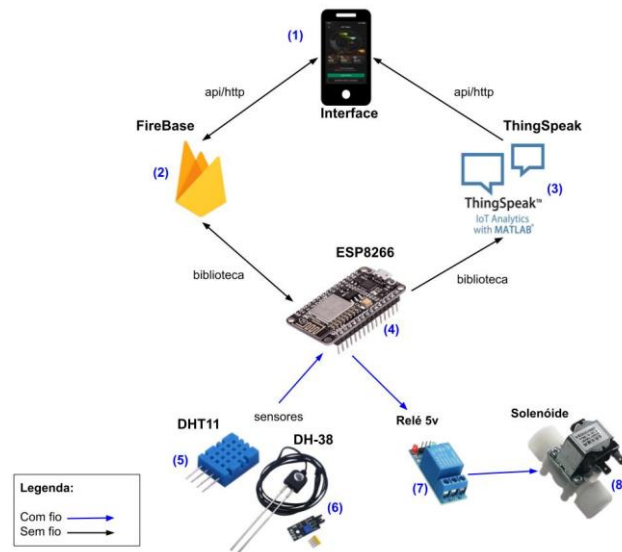 (1)
api/http
api/http
Interface
FireBase
ThingSpeak
(2)
(3)
ThingSpeak™
IoT Analytics
with MATLAB®
ESP8266
biblioteca
biblioteca
(4)
sensores
DHT11
DH-38
Relé 5v
Solenóide
(5)
(6)
(7)
(8)
Legenda:
Com fio
Sem fio